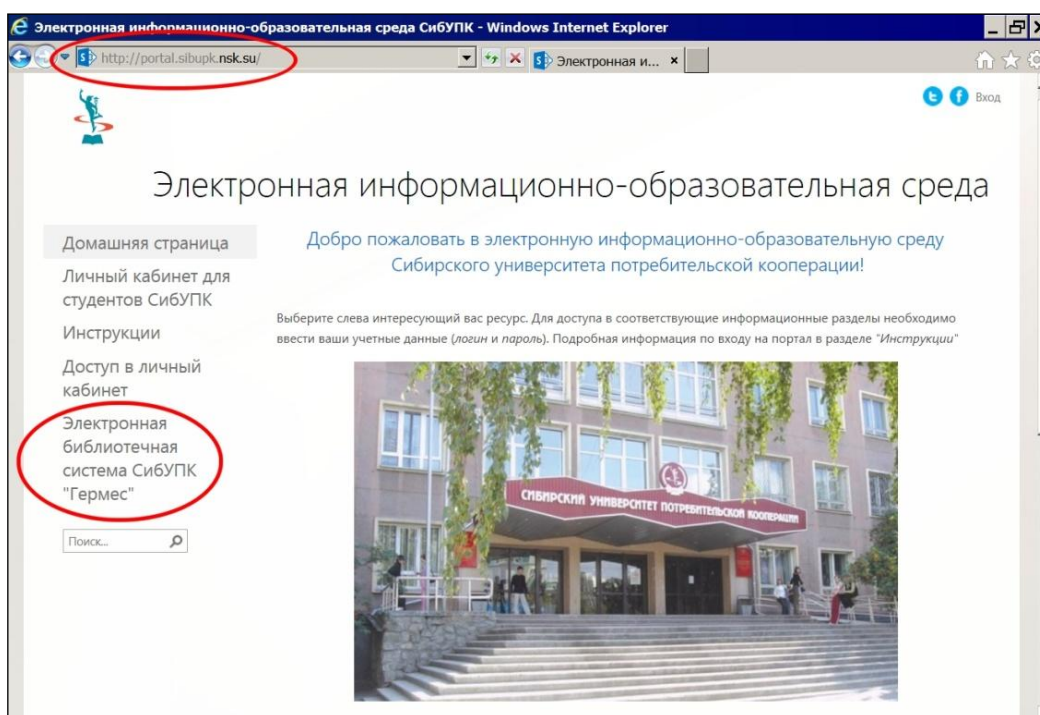 Электронная информационно-образовательная среда СибУПК - Windows Internet Explorer
http://portal.sibupk.nsk.su/
Электронная и...
Вход
Электронная информационно-образовательная среда
Домашняя страница
Личный кабинет для
студентов СибУПК
Инструкции
Доступ в личный
кабинет
Электронная
библиотечная
система СибУПК
"Гермес"
Поиск...
Добро пожаловать в электронную информационно-образовательную среду
Сибирского университета потребительской кооперации!
Выберите слева интересующий вас ресурс. Для доступа в соответствующие информационные разделы необходимо
ввести ваши учетные данные (логин и пароль). Подробная информация по входу на портал в разделе "Инструкции"
СИБИРСКИЙ УНИВЕРСИТЕТ ПОТРЕБИТЕЛЬСКОЙ КООПЕРАЦИИ